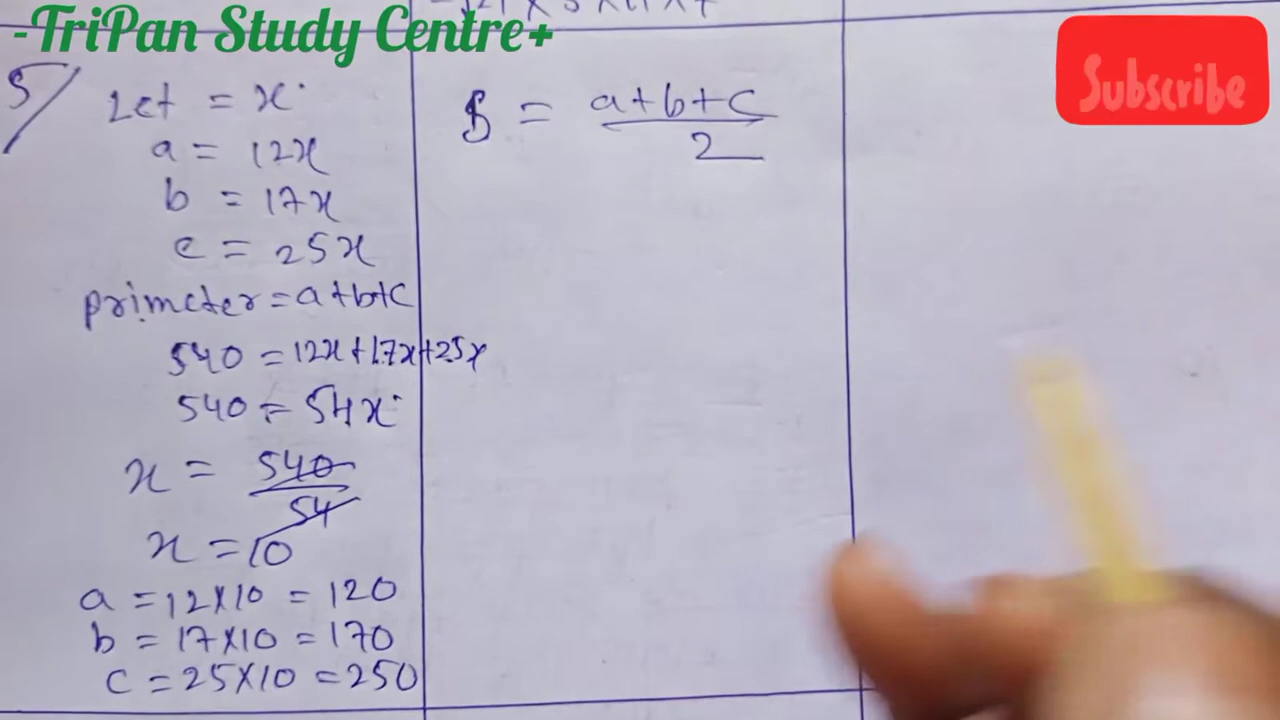 -TriPan Study Centre+
Subscribe
5/ Let = x
a = 12x
b = 17x
c = 25x
primeter = a+b+c
540 = 12x+17x+25x
540 = 54x
x = 540/54
x = 10
a = 12×10 = 120
b = 17×10 = 170
c = 25×10 = 250
S = a+b+c
2